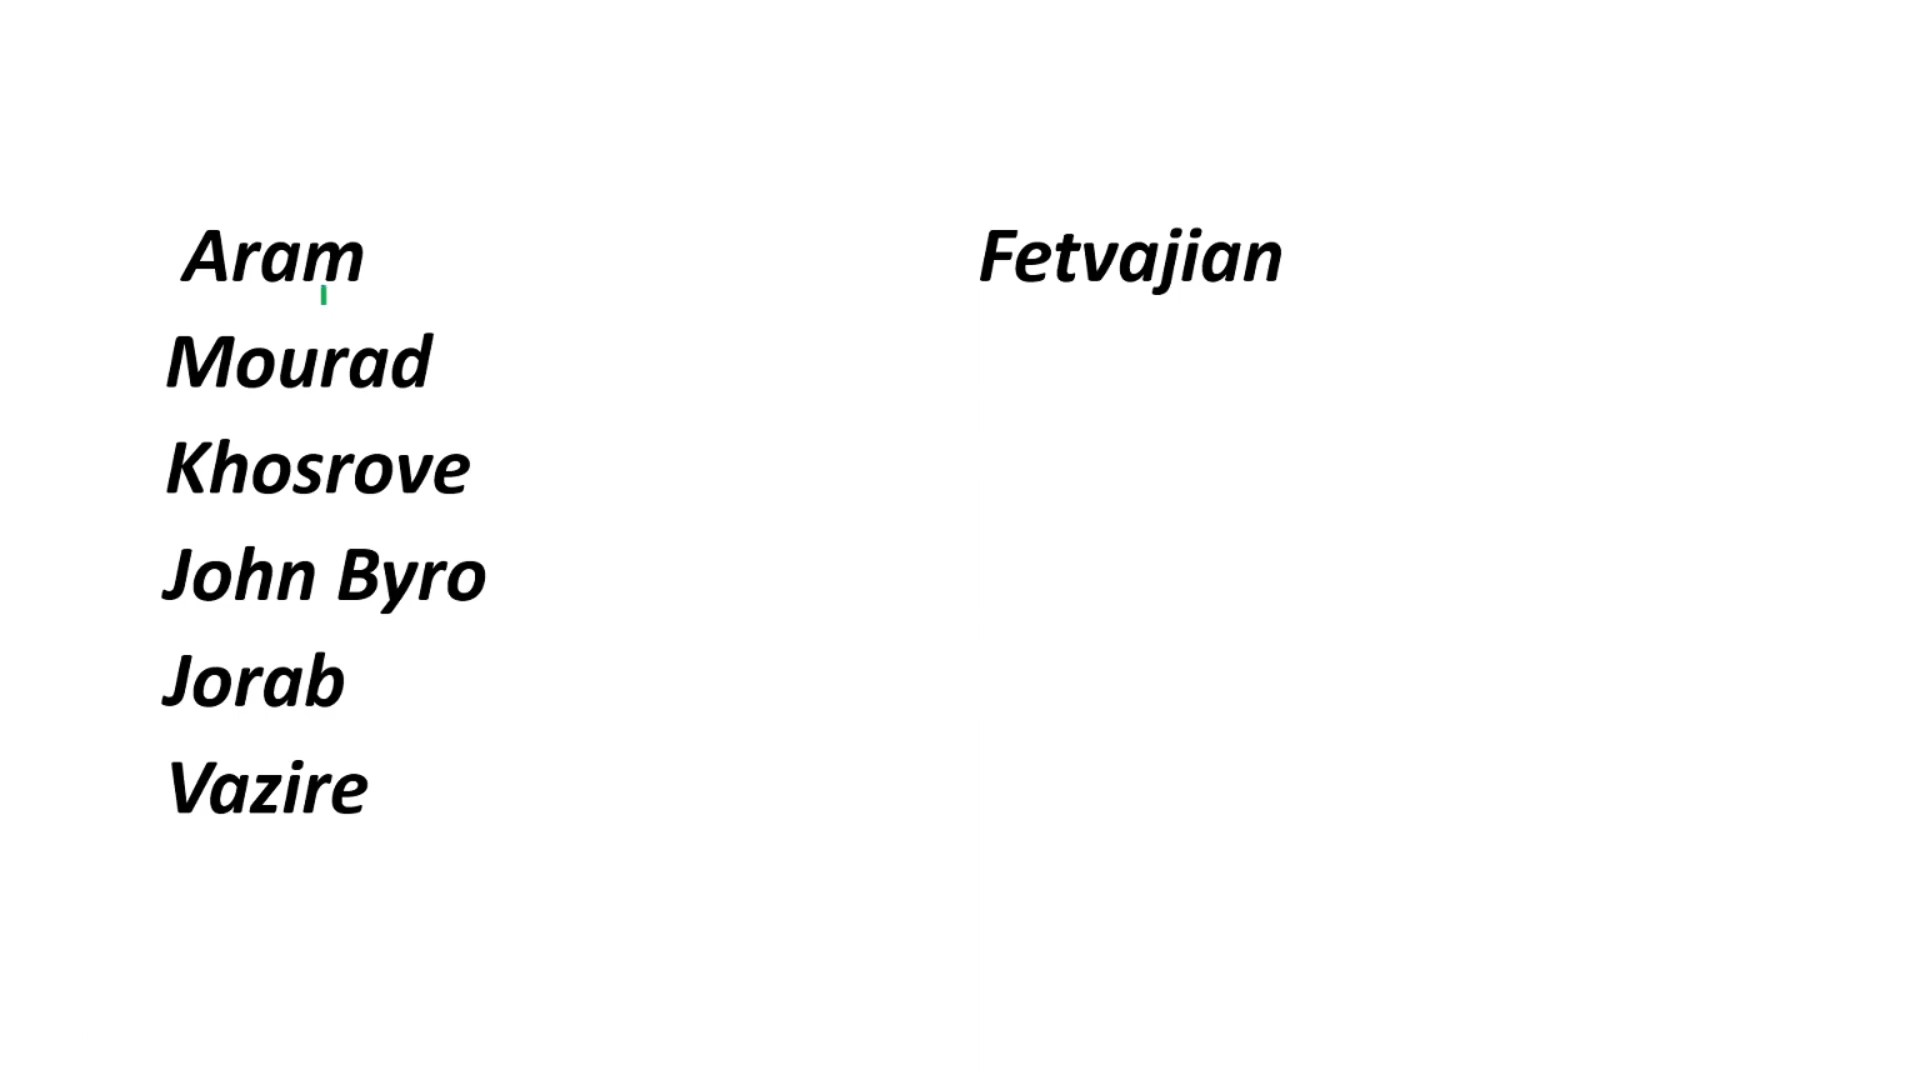 Aram
Mourad
Khosrove
John Byro
Jorab
Vazire
Fetvajian